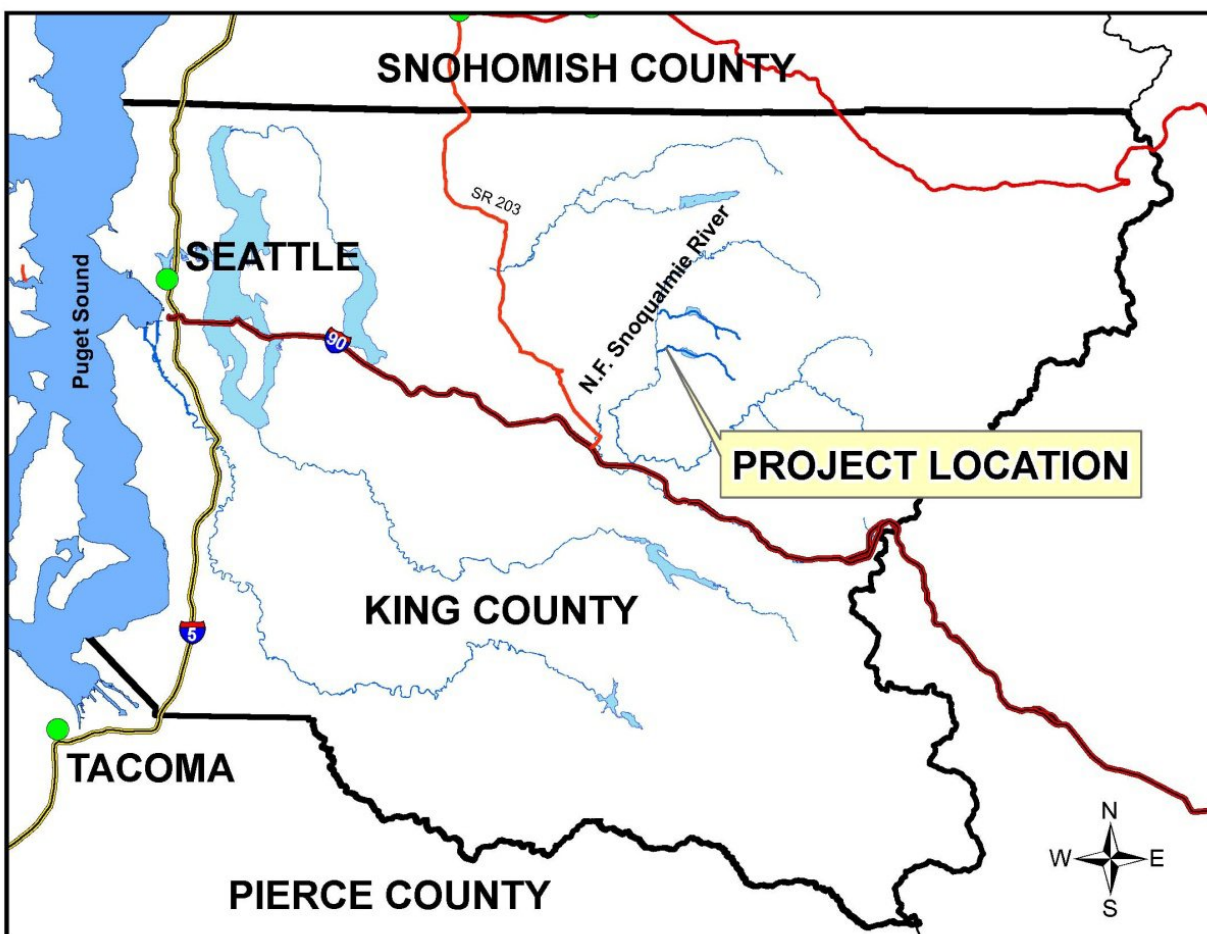 SNOHOMISH COUNTY
SR 203
N.F. Snoqualmie River
SEATTLE
Puget Sound
90
PROJECT LOCATION
KING COUNTY
5
TACOMA
PIERCE COUNTY
N
W E
S